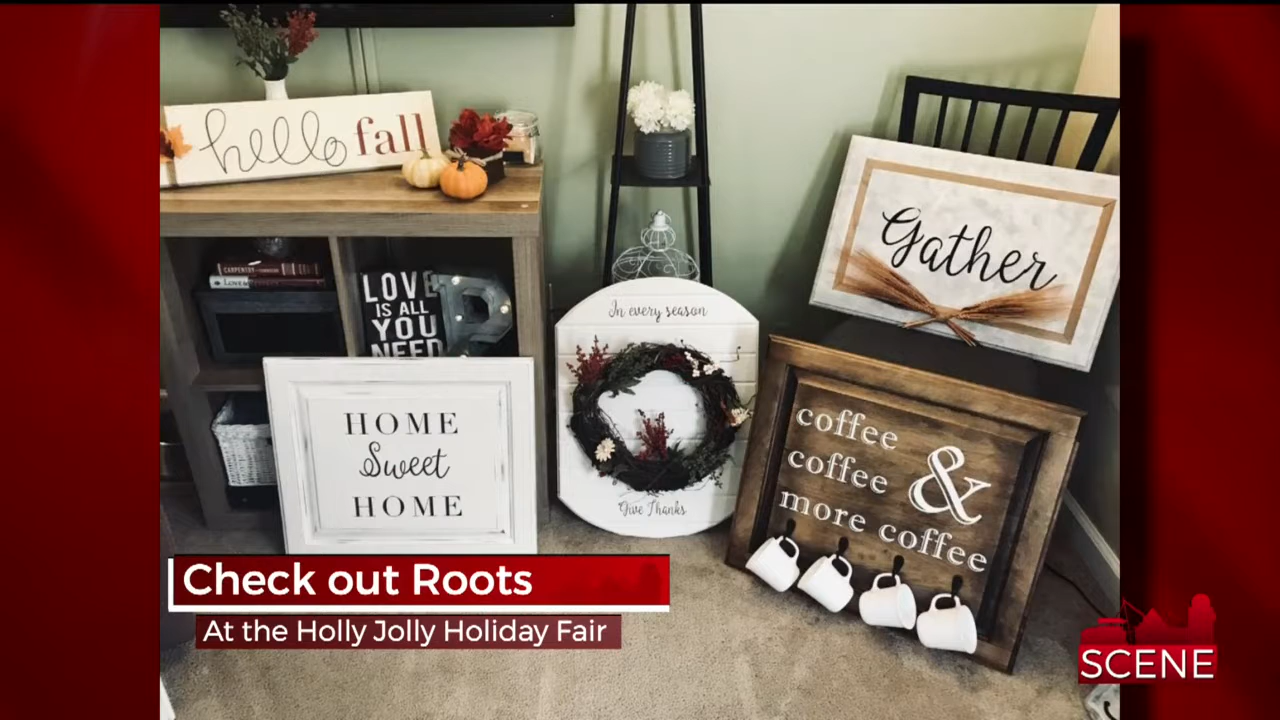 hello fall
CARPENTRY
LOVE
IS ALL
YOU
NEED
HOME
Sweet
HOME
In every season
Give Thanks
Gather
coffee
coffee &
more coffee
Check out Roots
At the Holly Jolly Holiday Fair
SCENE